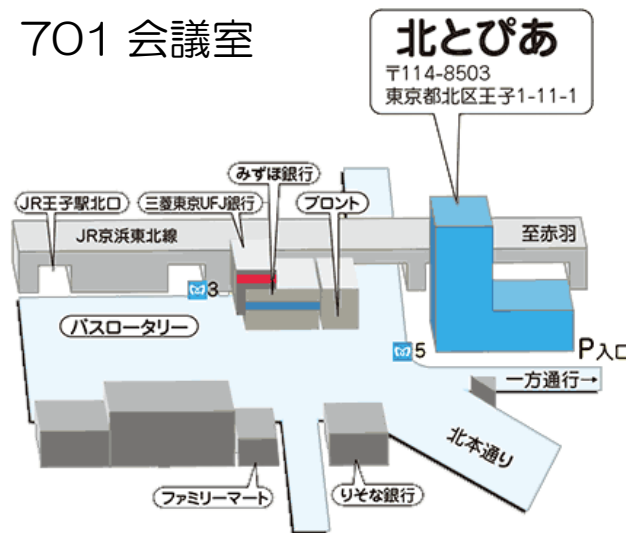 701 会議室
北とぴあ
〒114-8503
東京都北区王子1-11-1
みずほ銀行
JR王子駅北口
三菱東京UFJ銀行
プロント
JR京浜東北線
至赤羽
3
バスロータリー
5
P入口
一方通行→
北本通り
ファミリーマート
りそな銀行